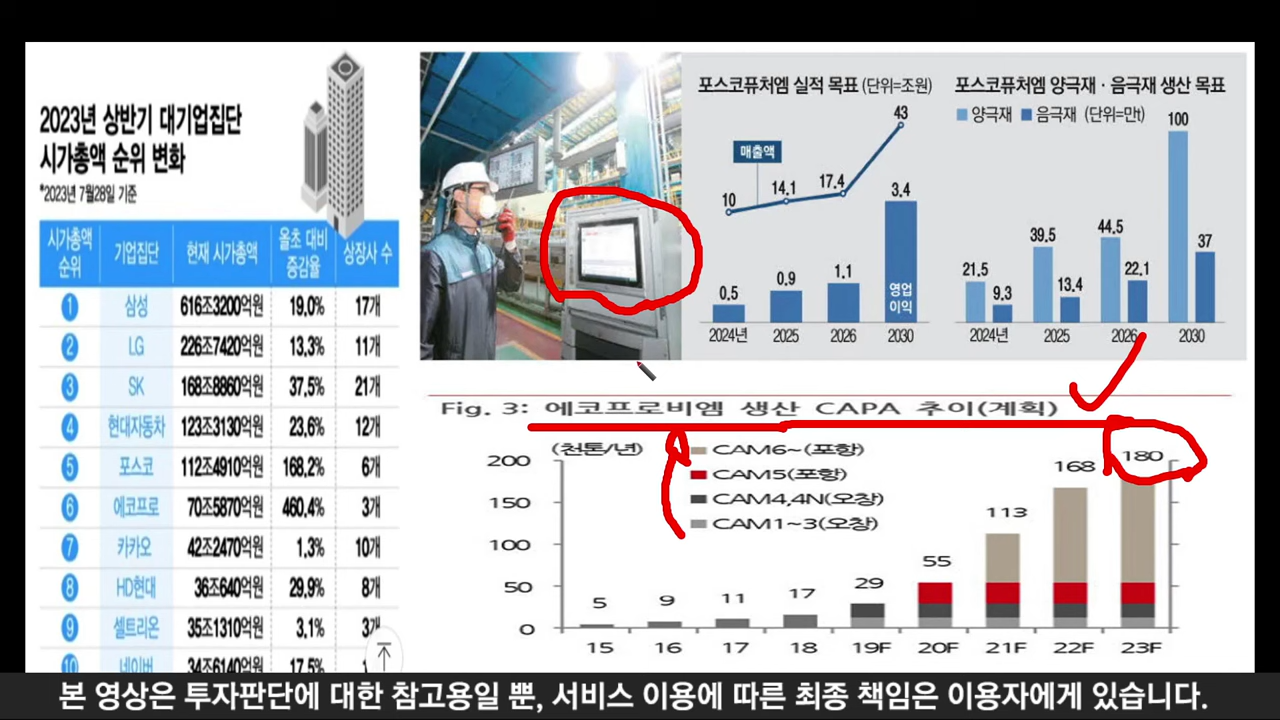 2023년 상반기 대기업집단
시가총액 순위 변화
*2023년 7월28일 기준
시가총액 순위 기업집단 현재 시가총액 올초 대비 증감율 상장사 수
1 삼성 616조3200억원 19.0% 17개
2 LG 226조7420억원 13.3% 11개
3 SK 168조8860억원 37.5% 21개
4 현대자동차 123조3130억원 23.6% 12개
5 포스코 112조4910억원 168.2% 6개
6 에코프로 70조5870억원 460.4% 3개
7 카카오 42조2470억원 1.3% 10개
8 HD현대 36조640억원 29.9% 8개
9 셀트리온 35조1310억원 3.1% 3개
10 네이버 34조6140억원 17.5%
포스코퓨처엠 실적 목표 (단위=조원)
매출액
10 14.1 17.4 43
0.5 0.9 1.1 3.4
영업
이익
2024년 2025 2026 2030
포스코퓨처엠 양극재·음극재 생산 목표
양극재 음극재 (단위=만)
21.5 9.3 39.5 13.4 44.5 22.1 100 37
2024년 2025 2026 2030
Fig. 3: 에코프로비엠 생산 CAPA 추이(계획)
(천톤/년)
CAM6~(포항)
CAM5(포항)
CAM4,4N(오창)
CAM1~3(오창)
200
150
100
50
0
5 9 11 17 29 55 113 168 180
15 16 17 18 19F 20F 21F 22F 23F
본 영상은 투자판단에 대한 참고용일 뿐, 서비스 이용에 따른 최종 책임은 이용자에게 있습니다.